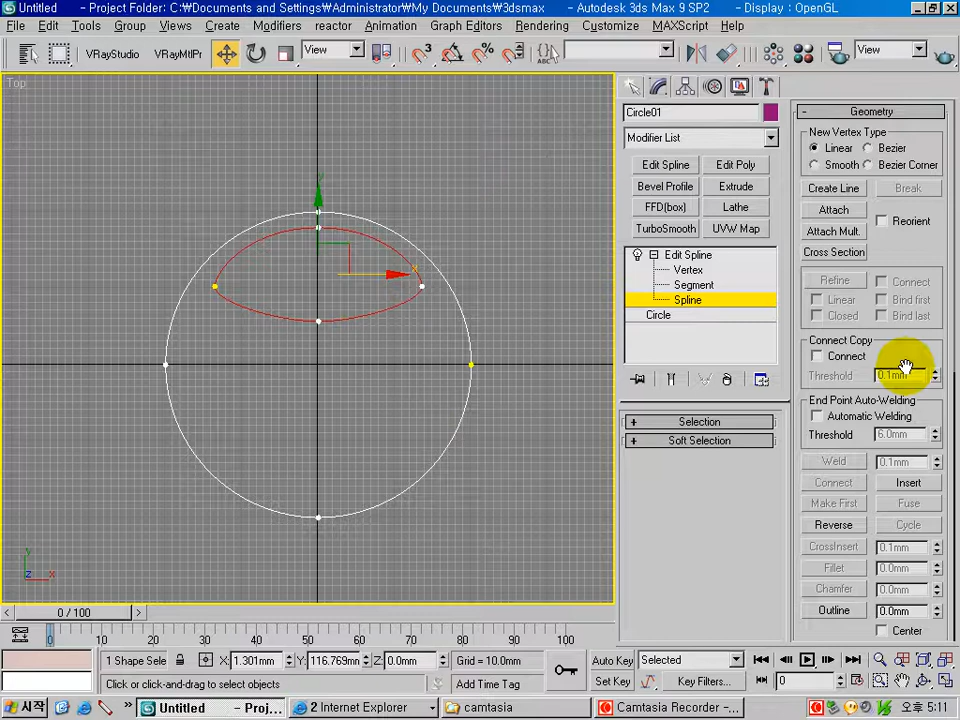 Untitled - Project Folder: C:₩Documents and Settings₩Administrator₩My Documents₩3dsmax - Autodesk 3ds Max 9 SP2 - Display : OpenGL
File Edit Tools Group Views Create Modifiers reactor Animation Graph Editors Rendering Customize MAXScript Help
VRayStudio VRayMtlPr View View
Top
Circle01
Modifier List
Edit Spline Edit Poly
Bevel Profile Extrude
FFD(box) Lathe
TurboSmooth UVW Map
Edit Spline
Vertex
Segment
Spline
Circle
+ Selection
+ Soft Selection
- Geometry
New Vertex Type
Linear Bezier
Smooth Bezier Corner
Create Line Break
Attach Reorient
Attach Mult.
Cross Section
Refine Connect
Linear Bind first
Closed Bind last
Connect Copy
Connect
Threshold 0.1mm
End Point Auto-Welding
Automatic Welding
Threshold 6.0mm
Weld 0.1mm
Connect Insert
Make First Fuse
Reverse Cycle
CrossInsert 0.1mm
Fillet 0.0mm
Chamfer 0.0mm
Outline 0.0mm
Center
y
x
y
z x
< 0 / 100 >
0 10 20 30 40 50 60 70 80 90 100
1 Shape Sele X: 1.301mm Y: 116.769mm Z: 0.0mm Grid = 10.0mm Auto Key Selected
Click or click-and-drag to select objects Add Time Tag Set Key Key Filters... 0
시작 » Untitled - Proj... 2 Internet Explorer camtasia Camtasia Recorder -... 오후 5:11